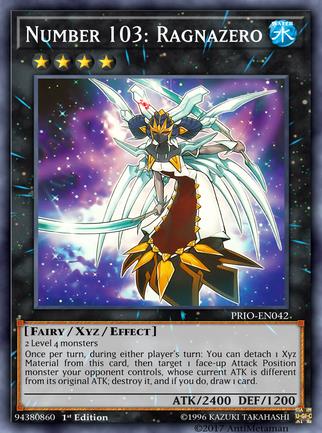 Number 103: Ragnazero
WATER
水
PRIO-EN042
[Fairy / Xyz / Effect]
2 Level 4 monsters
Once per turn, during either player's turn: You can detach 1 Xyz
Material from this card, then target 1 face-up Attack Position
monster your opponent controls, whose current ATK is different
from its original ATK; destroy it, and if you do, draw 1 card.
ATK/2400 DEF/1200
94380860 1st Edition ©1996 KAZUKI TAKAHASHI
©2017 AntiMetaman